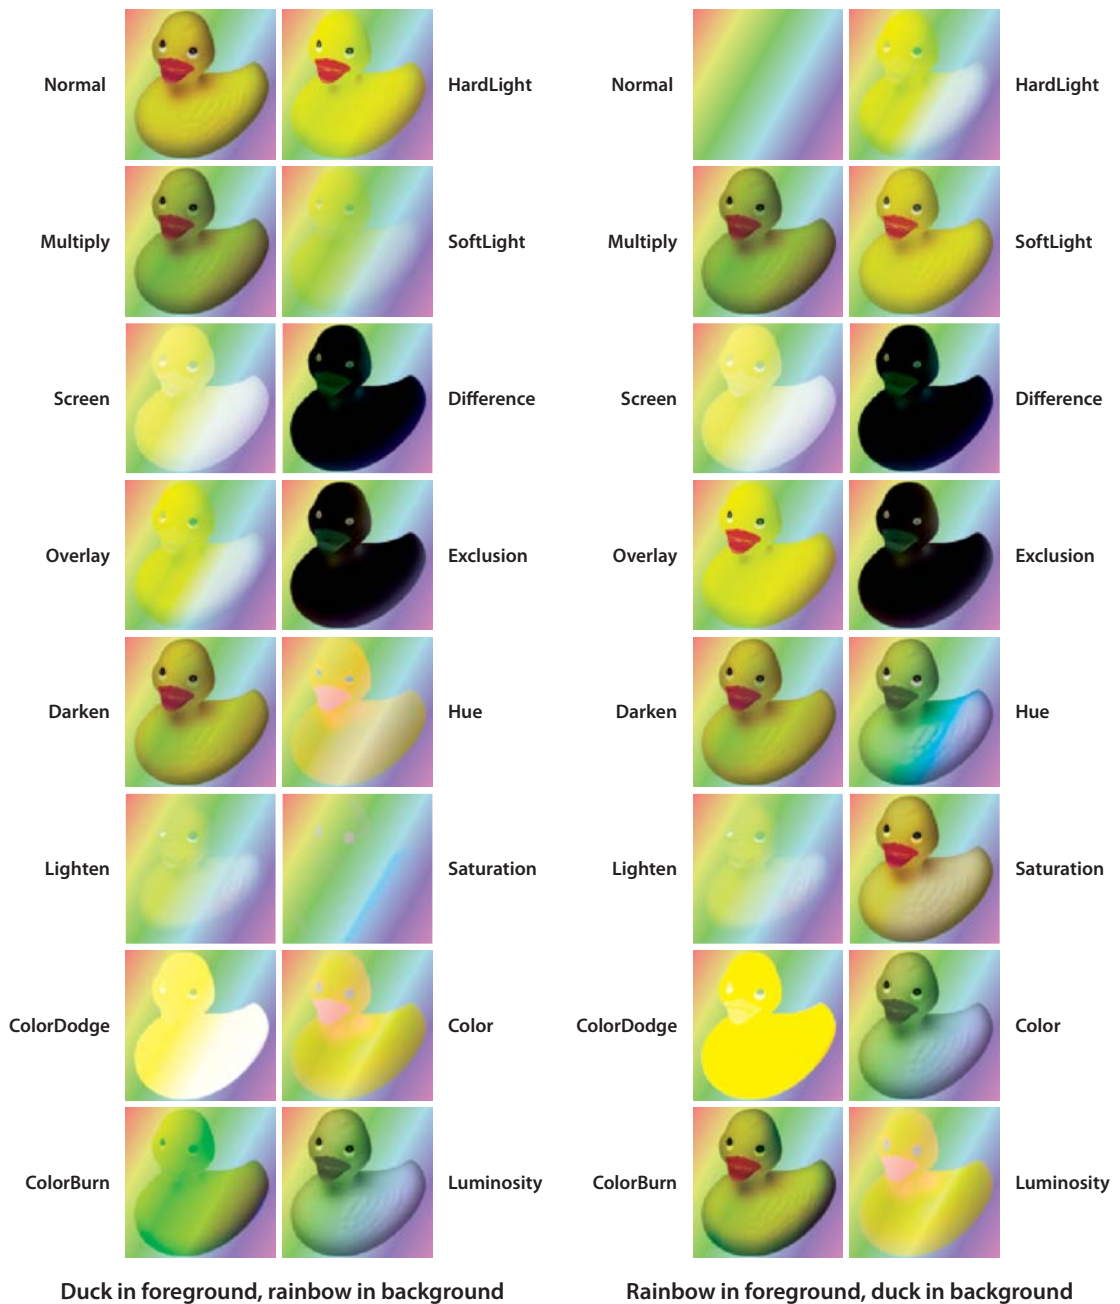 Normal HardLight
Multiply SoftLight
Screen Difference
Overlay Exclusion
Darken Hue
Lighten Saturation
ColorDodge Color
ColorBurn Luminosity
Duck in foreground, rainbow in background
Normal HardLight
Multiply SoftLight
Screen Difference
Overlay Exclusion
Darken Hue
Lighten Saturation
ColorDodge Color
ColorBurn Luminosity
Rainbow in foreground, duck in background